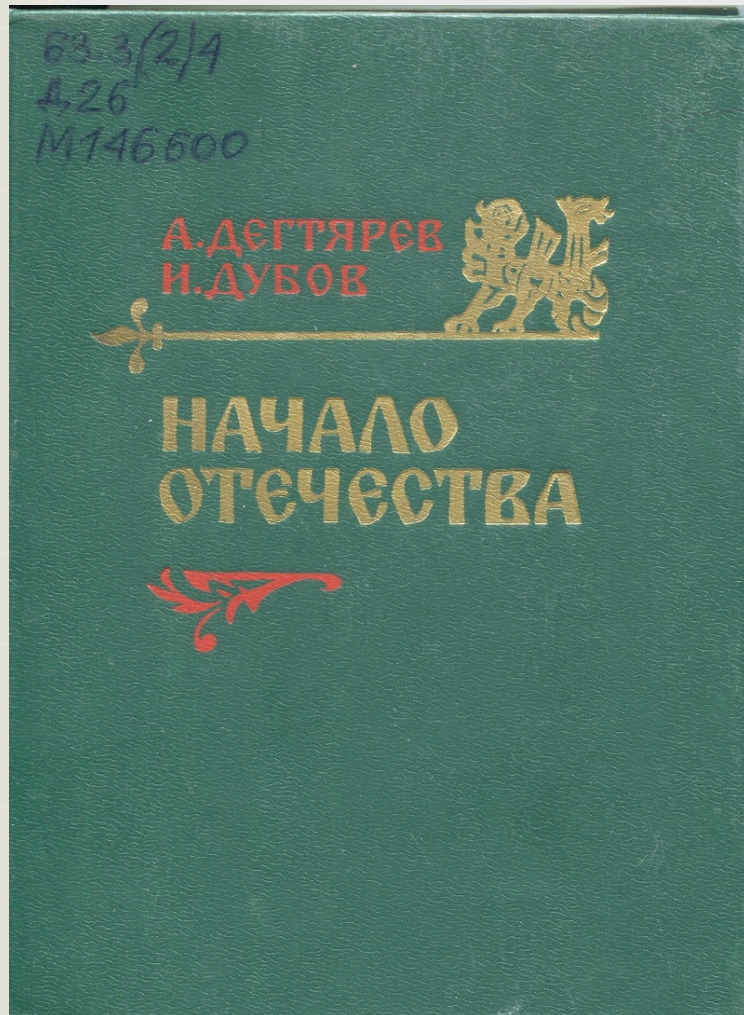 63.3(2)4
Д26
М146600
А.ДЕГТЯРЕВ
И.ДУБОВ
НАЧАЛО
ОТЕЧЕСТВА